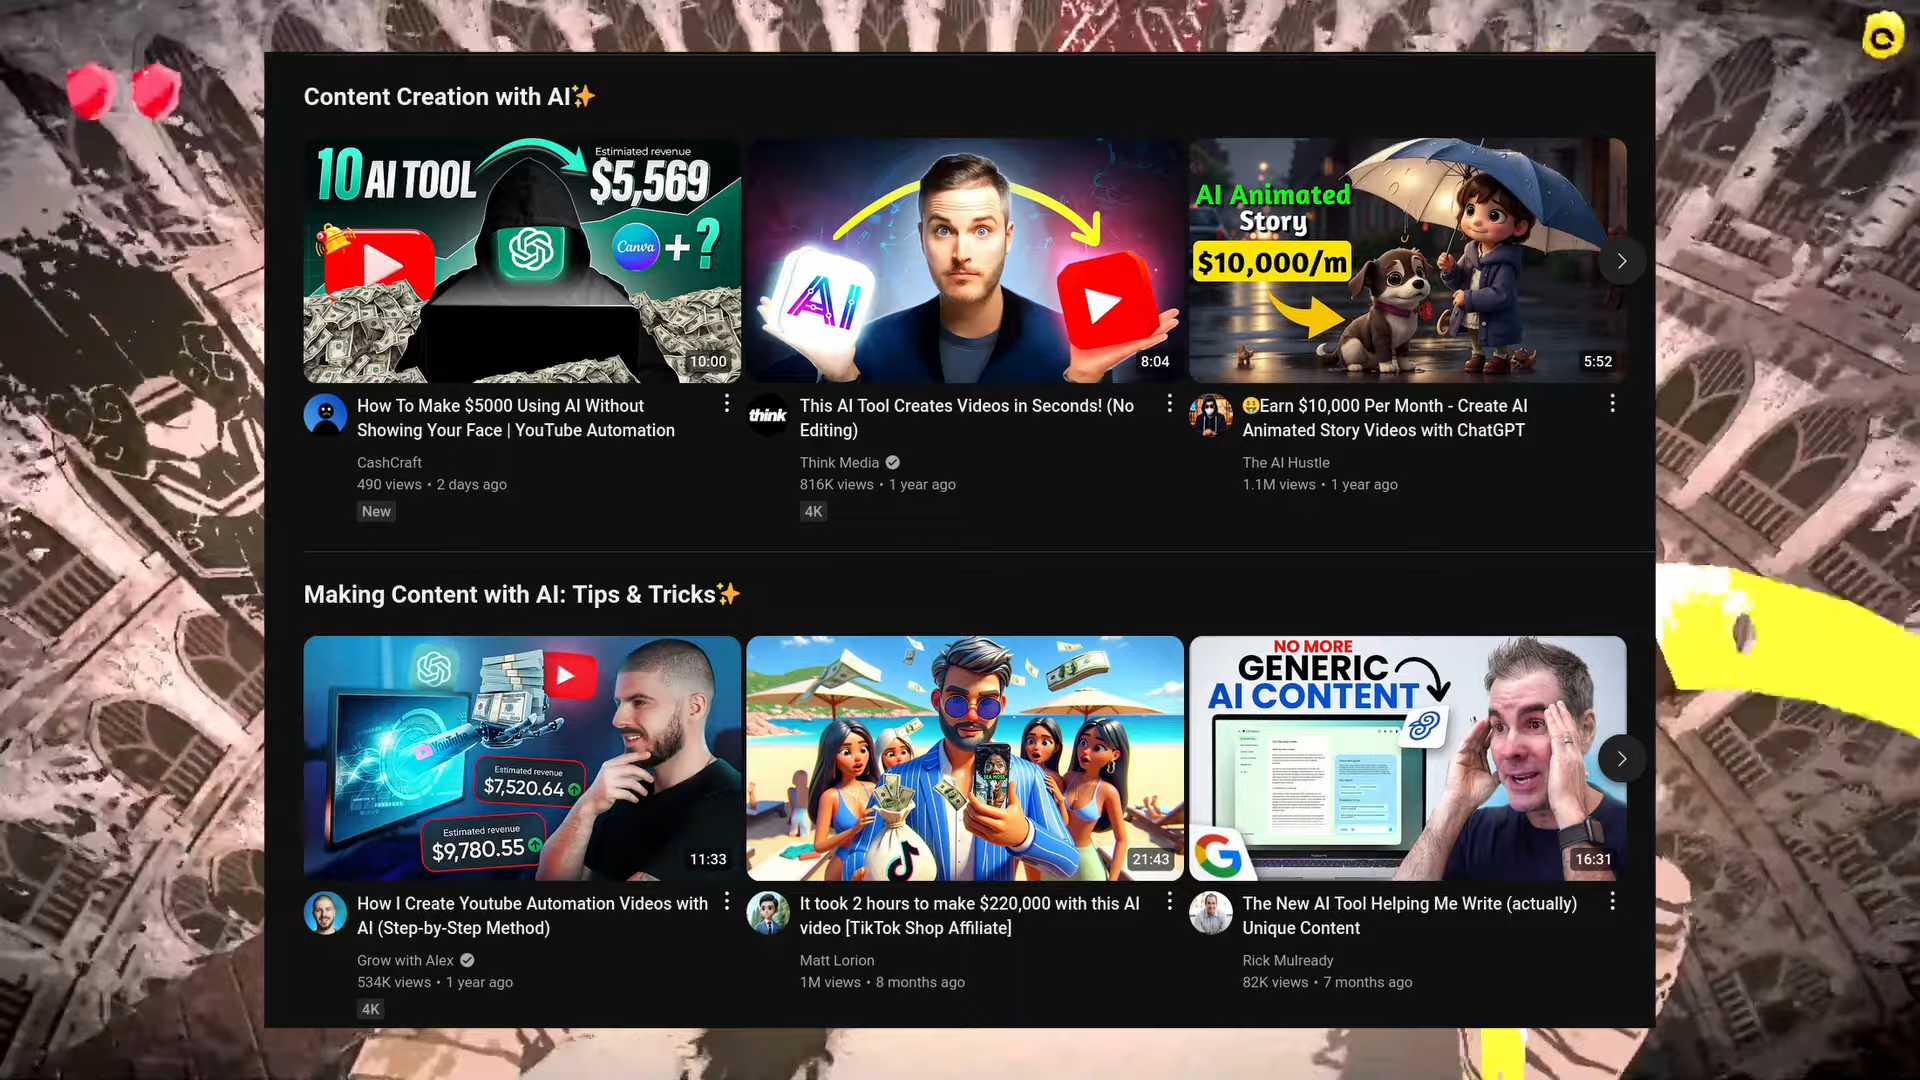 Content Creation with AI✨
10 AI TOOL
Estimiated revenue
$5,569
Canva + ?
10:00
AI
8:04
AI Animated
Story
$10,000/m
5:52
How To Make $5000 Using AI Without
Showing Your Face | YouTube Automation
CashCraft
490 views • 2 days ago
New
think
This AI Tool Creates Videos in Seconds! (No
Editing)
Think Media
816K views • 1 year ago
4K
🤑Earn $10,000 Per Month - Create AI
Animated Story Videos with ChatGPT
The AI Hustle
1.1M views • 1 year ago
Making Content with AI: Tips & Tricks✨
YouTube
Estimated revenue
$7,520.64
Estimated revenue
$9,780.55
11:33
SEA MOSS
21:43
NO MORE
GENERIC
AI CONTENT
G
16:31
How I Create Youtube Automation Videos with
AI (Step-by-Step Method)
Grow with Alex
534K views • 1 year ago
4K
It took 2 hours to make $220,000 with this AI
video [TikTok Shop Affiliate]
Matt Lorion
1M views • 8 months ago
The New AI Tool Helping Me Write (actually)
Unique Content
Rick Mulready
82K views • 7 months ago